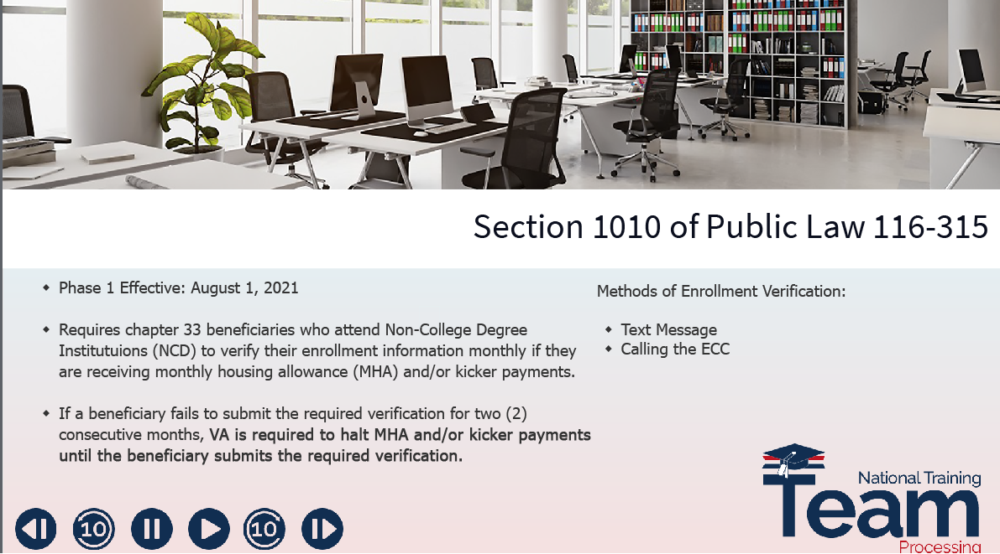 Section 1010 of Public Law 116-315
Phase 1 Effective: August 1, 2021
Requires chapter 33 beneficiaries who attend Non-College Degree
Institutuions (NCD) to verify their enrollment information monthly if they
are receiving monthly housing allowance (MHA) and/or kicker payments.
If a beneficiary fails to submit the required verification for two (2)
consecutive months, VA is required to halt MHA and/or kicker payments
until the beneficiary submits the required verification.
Methods of Enrollment Verification:
Text Message
Calling the ECC
National Training
Team
Processing
10
10